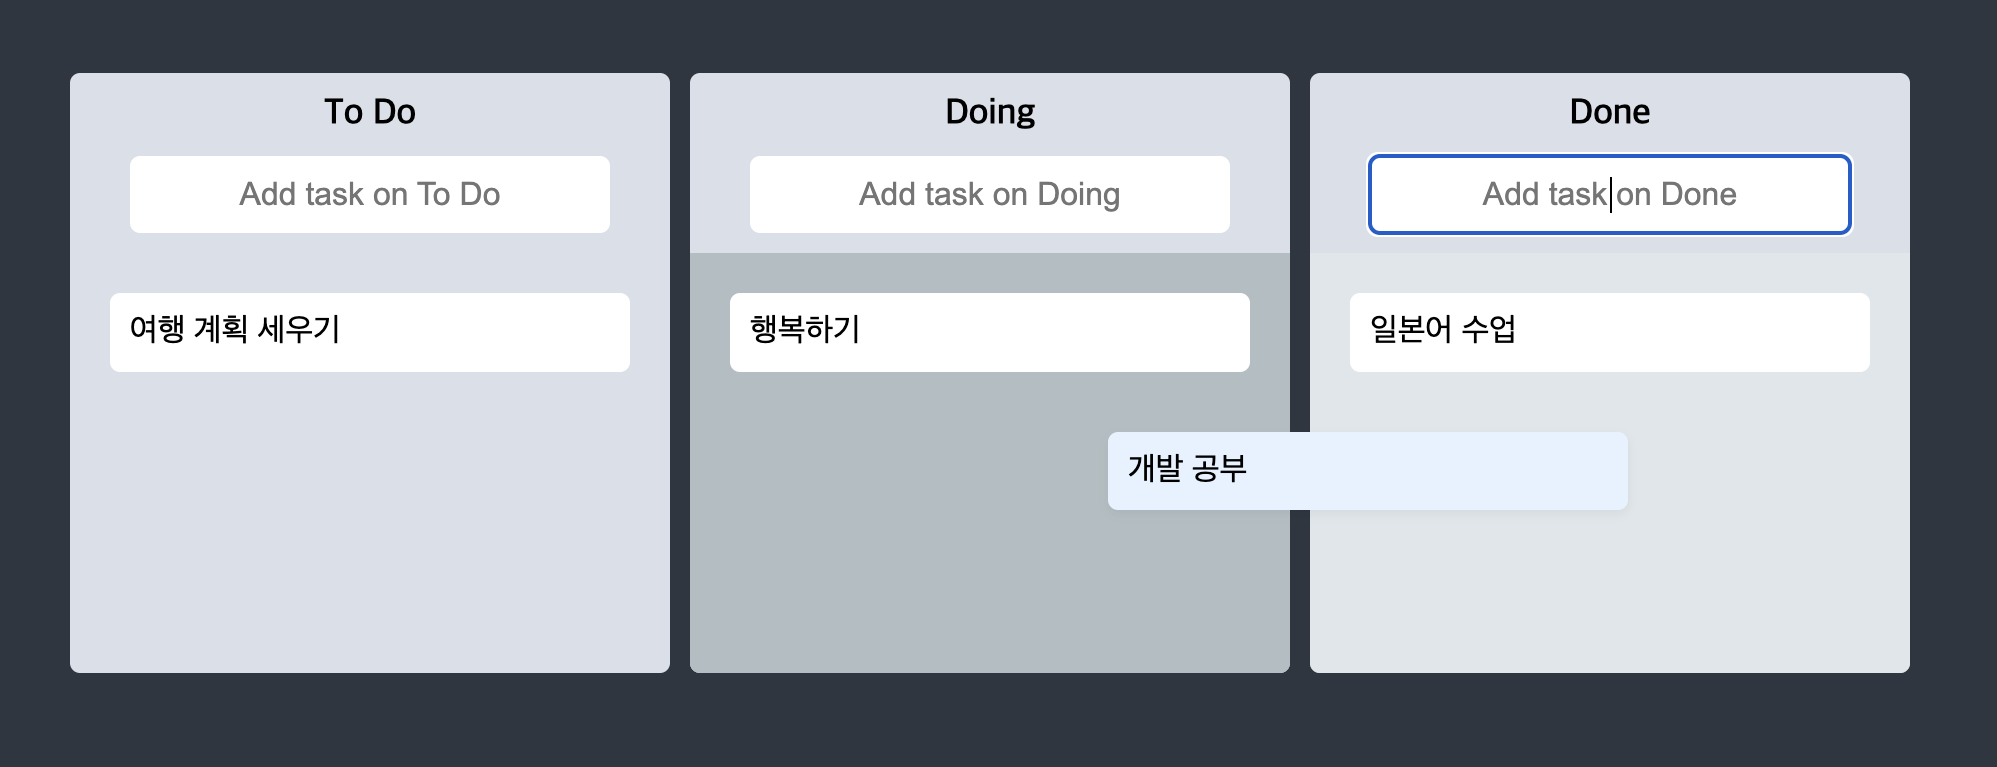 To Do
Add task on To Do
여행 계획 세우기
Doing
Add task on Doing
행복하기
Done
Add task on Done
일본어 수업
개발 공부